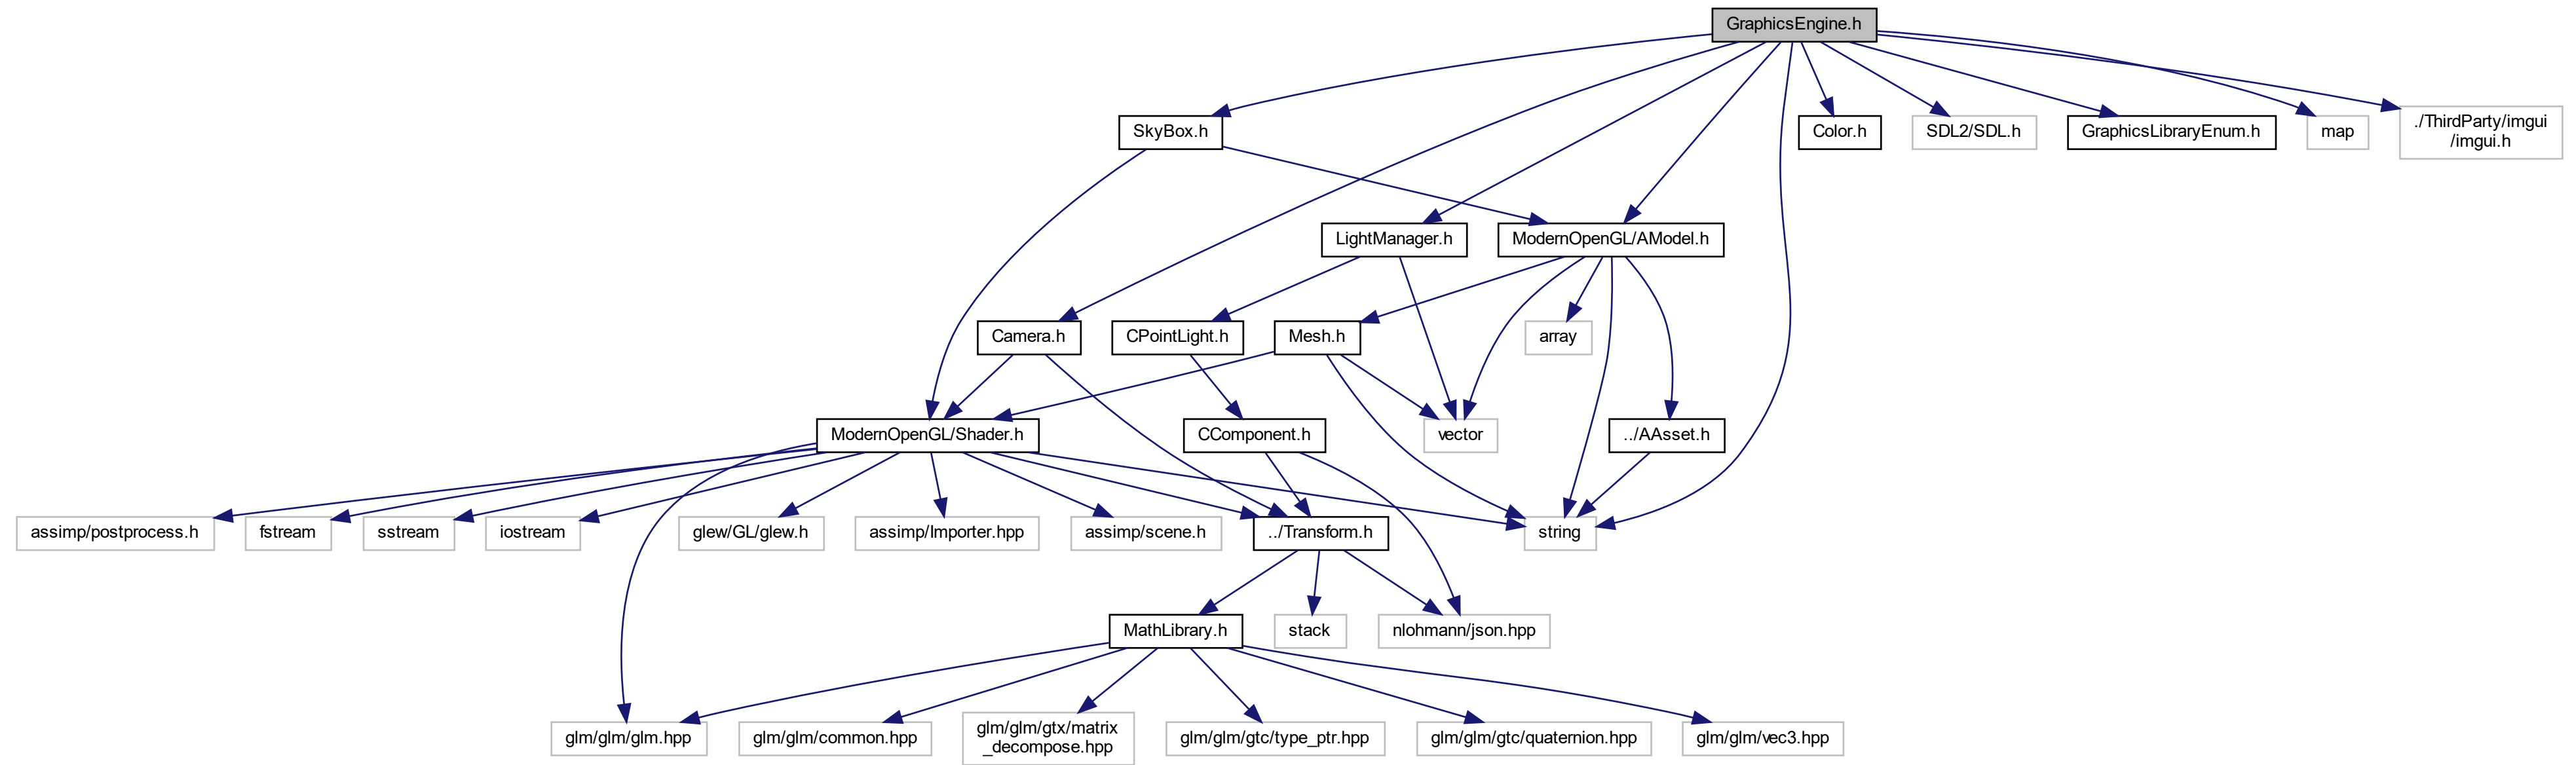 GraphicsEngine.h
SkyBox.h
Color.h
SDL2/SDL.h
GraphicsLibraryEnum.h
map
./ThirdParty/imgui
/imgui.h
LightManager.h
ModernOpenGL/AModel.h
Camera.h
CPointLight.h
Mesh.h
array
ModernOpenGL/Shader.h
CComponent.h
vector
../AAsset.h
assimp/postprocess.h
fstream
sstream
iostream
glew/GL/glew.h
assimp/Importer.hpp
assimp/scene.h
../Transform.h
string
MathLibrary.h
stack
nlohmann/json.hpp
glm/glm/glm.hpp
glm/glm/common.hpp
glm/glm/gtx/matrix
_decompose.hpp
glm/glm/gtc/type_ptr.hpp
glm/glm/gtc/quaternion.hpp
glm/glm/vec3.hpp